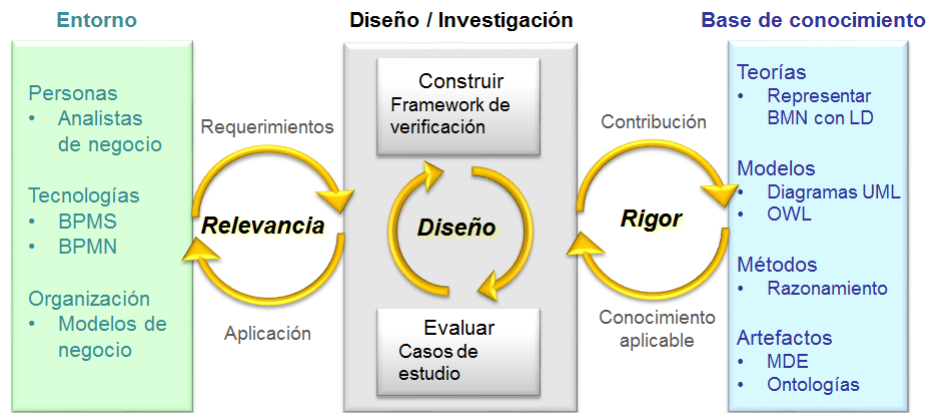 Entorno
Personas
• Analistas
de negocio
Tecnologías
• BPMS
• BPMN
Organización
• Modelos de
negocio
Requerimientos
Relevancia
Aplicación
Diseño / Investigación
Construir
Framework de
verificación
Diseño
Evaluar
Casos de
estudio
Contribución
Rigor
Conocimiento
aplicable
Base de conocimiento
Teorías
• Representar
BMN con LD
Modelos
• Diagramas UML
• OWL
Métodos
• Razonamiento
Artefactos
• MDE
• Ontologías